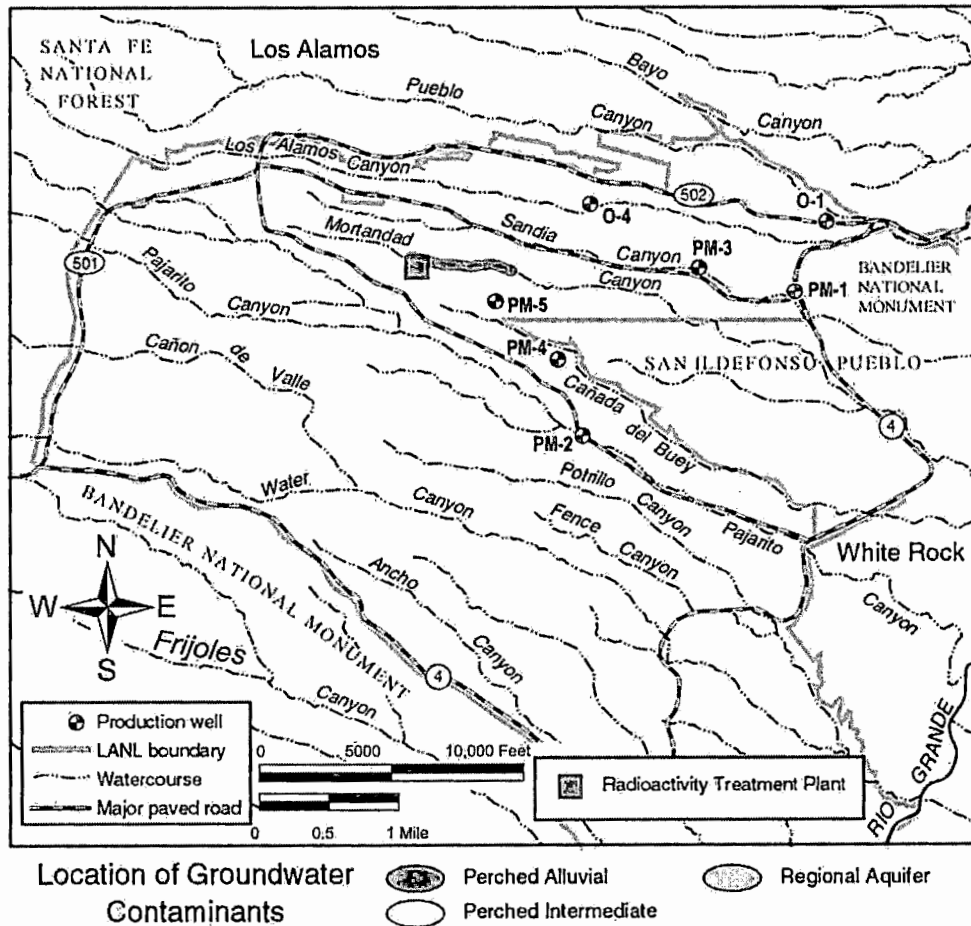 SANTA FE
NATIONAL
FOREST
Los Alamos
Bayo
Pueblo
Canyon
Canyon
Los Alamos
Canyon
502
O-4
O-1
Sandia
Mortandad
Canyon
PM-3
501
Pajarito
Canyon
Canyon
PM-1
BANDELIER
NATIONAL
MONUMENT
PM-5
Cañon de
Valle
PM-4
SAN ILDEFONSO PUEBLO
Cañada
del Buey
4
PM-2
Potrillo
Canyon
Water
Canyon
Fence
Canyon
Pajarito
White Rock
Canyon
BANDELIER NATIONAL MONUMENT
Ancho
Canyon
N
W E
S
Frijoles
Canyon
4
RIO GRANDE
Production well
LANL boundary
Watercourse
Major paved road
0 5000 10,000 Feet
0 0.5 1 Mile
Radioactivity Treatment Plant
Location of Groundwater
Contaminants
Perched Alluvial
Regional Aquifer
Perched Intermediate